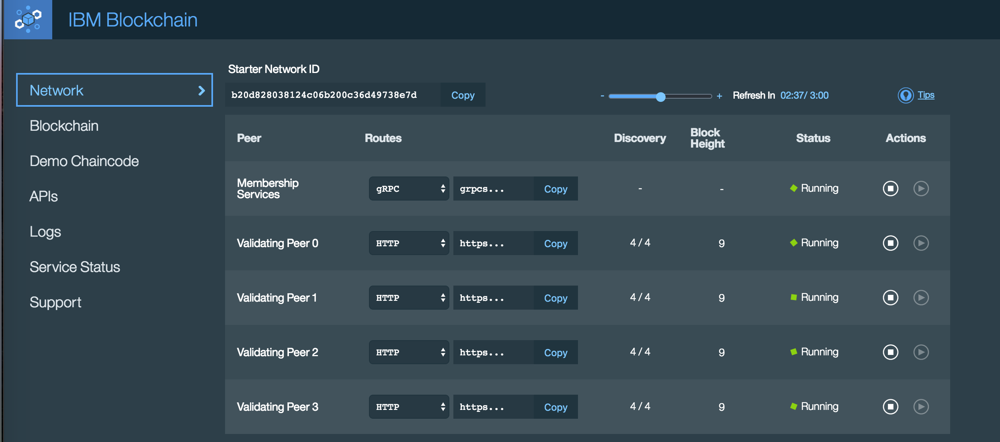 IBM Blockchain
Starter Network ID
Network
b20d828038124c06b200c36d49738e7d Copy - + Refresh In 02:37/ 3:00 Tips
Blockchain
Demo Chaincode
APIs
Logs
Service Status
Support
Peer Routes Discovery Block Height Status Actions
Membership Services gRPC grpcs... Copy - - Running
Validating Peer 0 HTTP https... Copy 4 / 4 9 Running
Validating Peer 1 HTTP https... Copy 4 / 4 9 Running
Validating Peer 2 HTTP https... Copy 4 / 4 9 Running
Validating Peer 3 HTTP https... Copy 4 / 4 9 Running